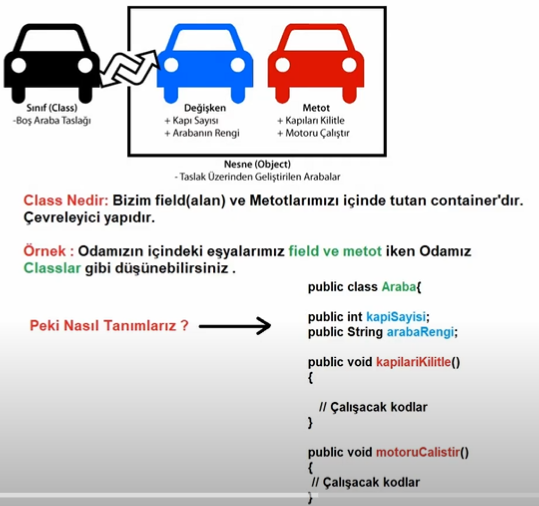 Sınıf (Class)
-Boş Araba Taslağı
Değişken
+ Kapı Sayısı
+ Arabanın Rengi
Metot
+ Kapıları Kilitle
+ Motoru Çalıştır
Nesne (Object)
- Taslak Üzerinden Geliştirilen Arabalar
Class Nedir: Bizim field(alan) ve Metotlarımızı içinde tutan container'dır.
Çevreleyici yapıdır.
Örnek : Odamızın içindeki eşyalarımız field ve metot iken Odamız
Classlar gibi düşünebilirsiniz .
Peki Nasıl Tanımlarız ?
public class Araba{
public int kapiSayisi;
public String arabaRengi;
public void kapilariKilitle()
{
// Çalışacak kodlar
}
public void motoruCalistir()
{
// Çalışacak kodlar
}